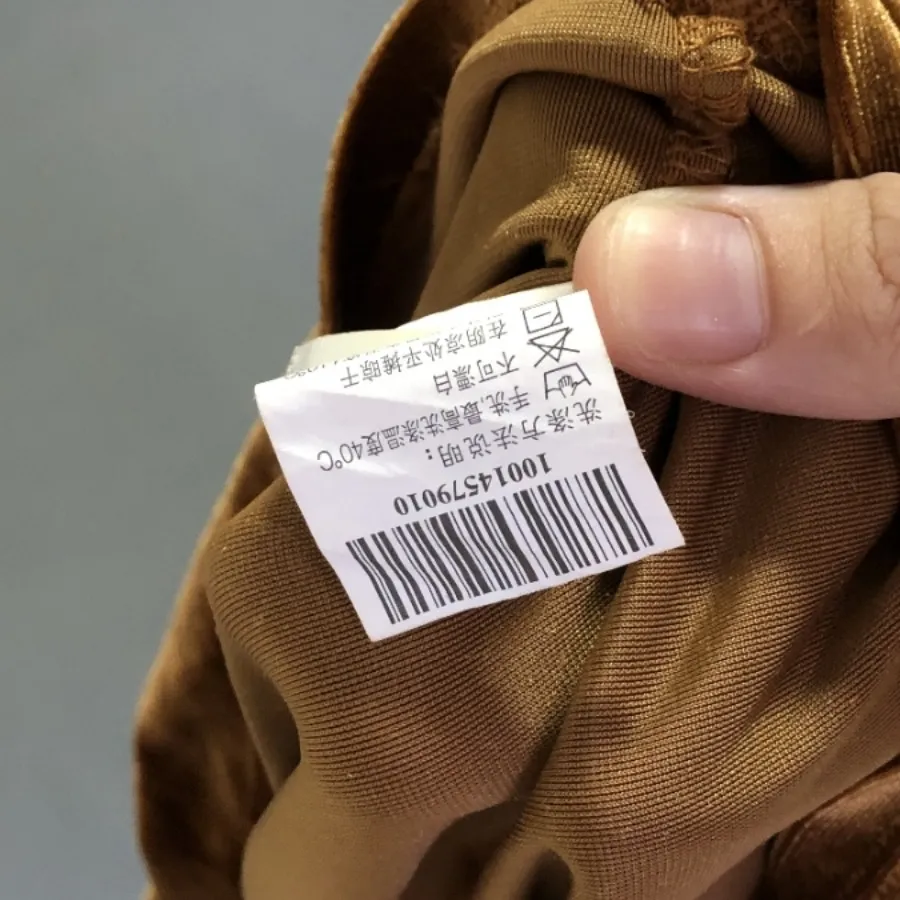 10014579010
洗涤方法说明：
手洗,最高洗涤温度40℃
不可漂白
在阴凉处平摊晾干